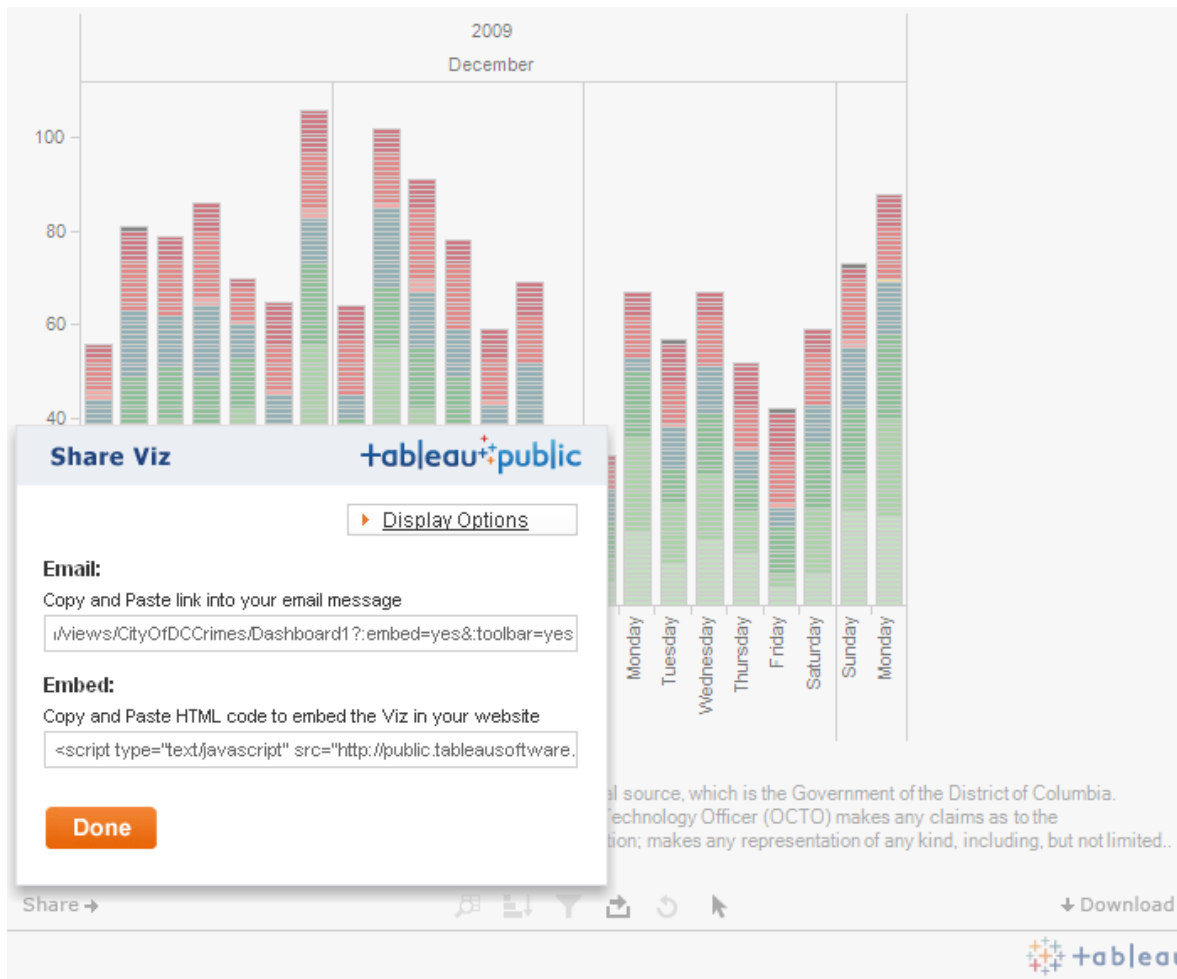 2009
December
100
80
60
40
Share Viz
+ableau public
Display Options
Email:
Copy and Paste link into your email message
/views/CityOfDCCrimes/Dashboard1?:embed=yes&:toolbar=yes
Embed:
Copy and Paste HTML code to embed the Viz in your website
<script type="text/javascript" src="http://public.tableausoftware.
Done
Monday
Tuesday
Wednesday
Thursday
Friday
Saturday
Sunday
Monday
al source, which is the Government of the District of Columbia.
Technology Officer (OCTO) makes any claims as to the
tion; makes any representation of any kind, including, but not limited..
Share
Download
+ableau